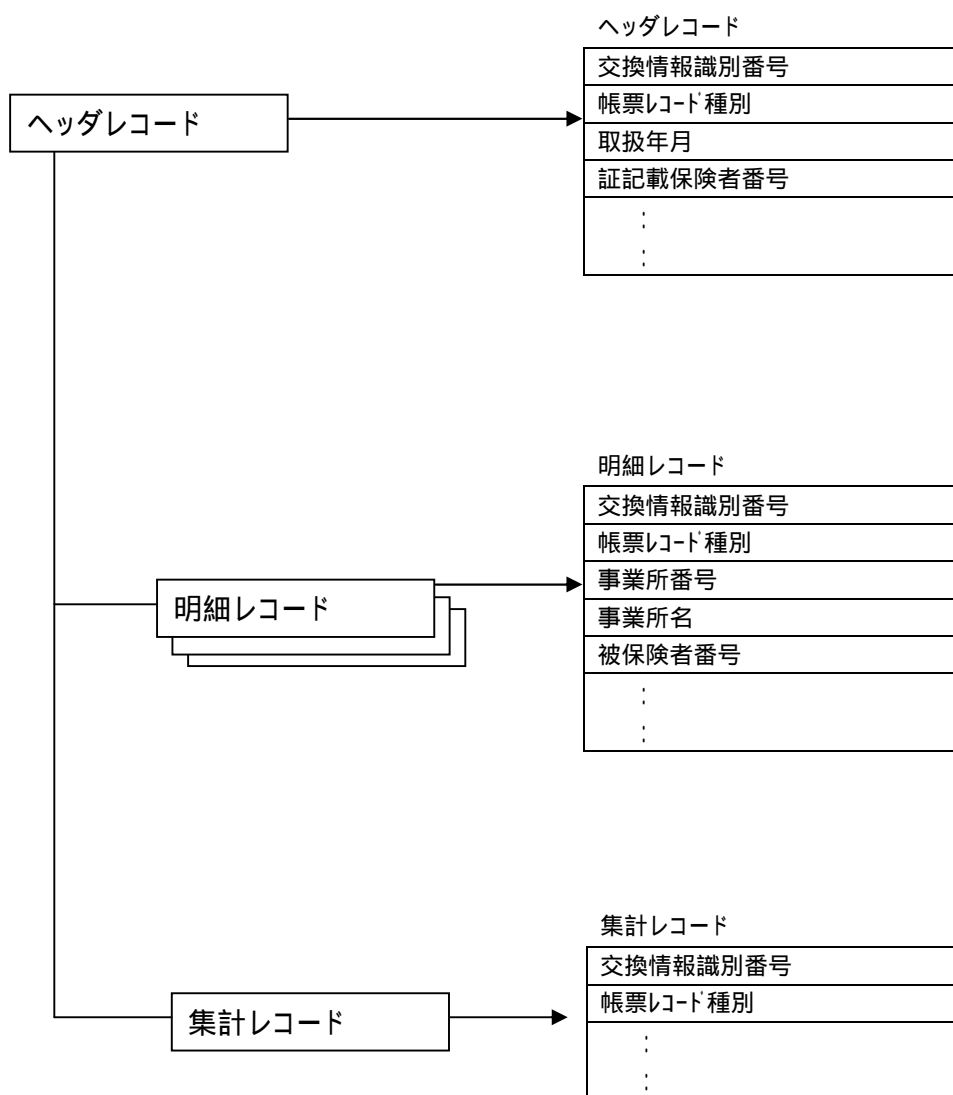 ヘッダレコード
交換情報識別番号
帳票ﾚｺｰﾄﾞ種別
取扱年月
証記載保険者番号
:
:
ヘッダレコード
明細レコード
交換情報識別番号
帳票ﾚｺｰﾄﾞ種別
事業所番号
事業所名
被保険者番号
:
:
明細レコード
集計レコード
交換情報識別番号
帳票ﾚｺｰﾄﾞ種別
:
:
集計レコード